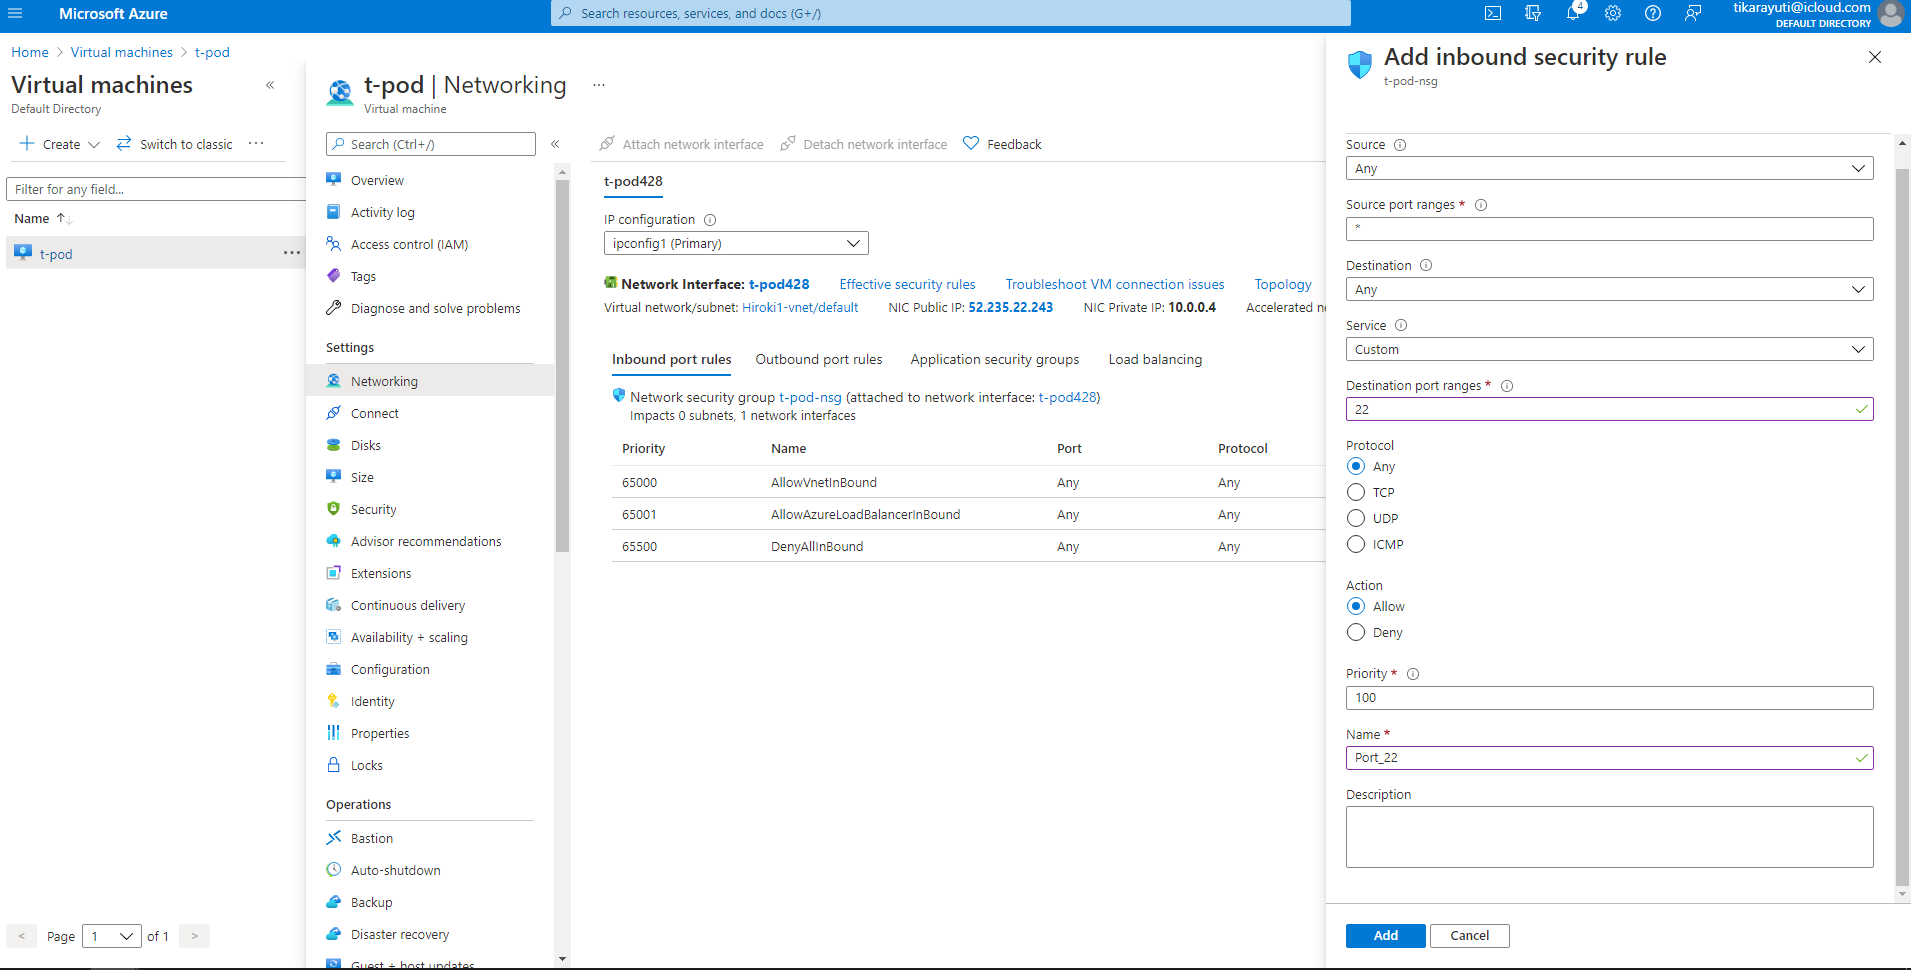 Microsoft Azure
Search resources, services, and docs (G+/)
4
tikarayuti@icloud.com
DEFAULT DIRECTORY
Home > Virtual machines > t-pod
Virtual machines
Default Directory
Create
Switch to classic
Filter for any field...
Name
t-pod
< Page 1 of 1 >
t-pod | Networking
Virtual machine
Search (Ctrl+/)
Overview
Activity log
Access control (IAM)
Tags
Diagnose and solve problems
Settings
Networking
Connect
Disks
Size
Security
Advisor recommendations
Extensions
Continuous delivery
Availability + scaling
Configuration
Identity
Properties
Locks
Operations
Bastion
Auto-shutdown
Backup
Disaster recovery
Guest + host updates
Attach network interface
Detach network interface
Feedback
t-pod428
IP configuration
ipconfig1 (Primary)
Network Interface: t-pod428 Effective security rules Troubleshoot VM connection issues Topology
Virtual network/subnet: Hiroki1-vnet/default NIC Public IP: 52.235.22.243 NIC Private IP: 10.0.0.4 Accelerated
Inbound port rules Outbound port rules Application security groups Load balancing
Network security group t-pod-nsg (attached to network interface: t-pod428)
Impacts 0 subnets, 1 network interfaces
Priority Name Port Protocol
65000 AllowVnetInBound Any Any
65001 AllowAzureLoadBalancerInBound Any Any
65500 DenyAllInBound Any Any
Add inbound security rule
t-pod-nsg
Source
Any
Source port ranges *
*
Destination
Any
Service
Custom
Destination port ranges *
22
Protocol
Any
TCP
UDP
ICMP
Action
Allow
Deny
Priority *
100
Name *
Port_22
Description
Add Cancel